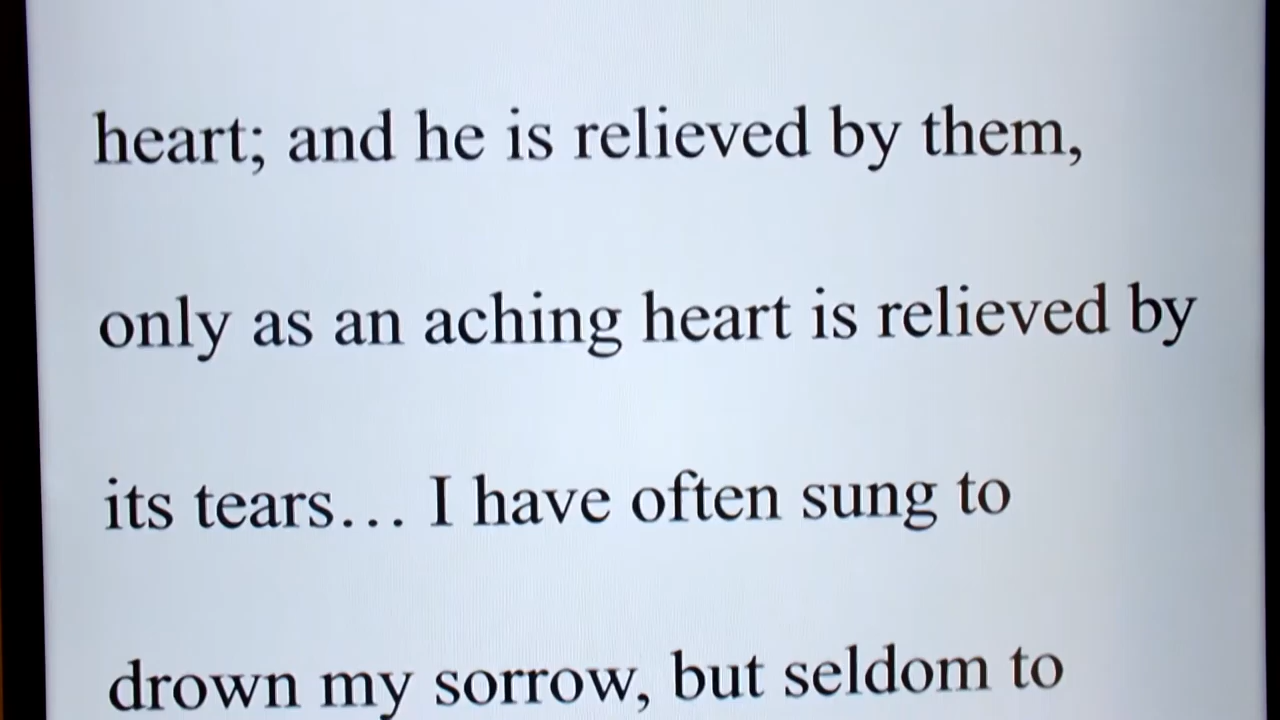 heart; and he is relieved by them,
only as an aching heart is relieved by
its tears… I have often sung to
drown my sorrow, but seldom to